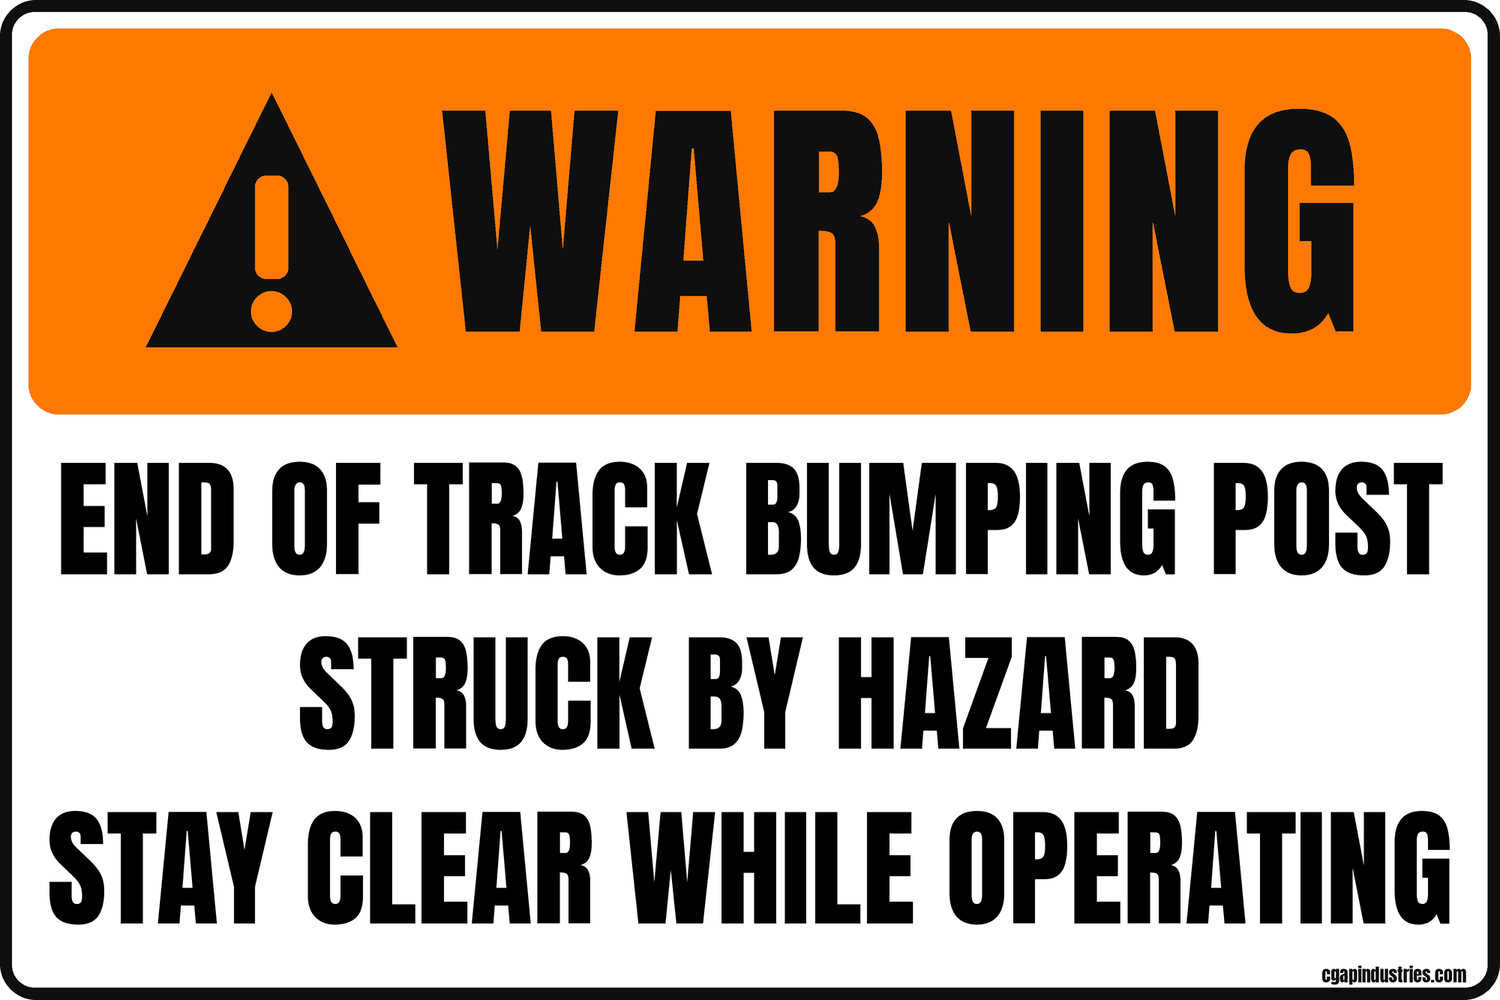 WARNING
END OF TRACK BUMPING POST
STRUCK BY HAZARD
STAY CLEAR WHILE OPERATING
cgapindustries.com